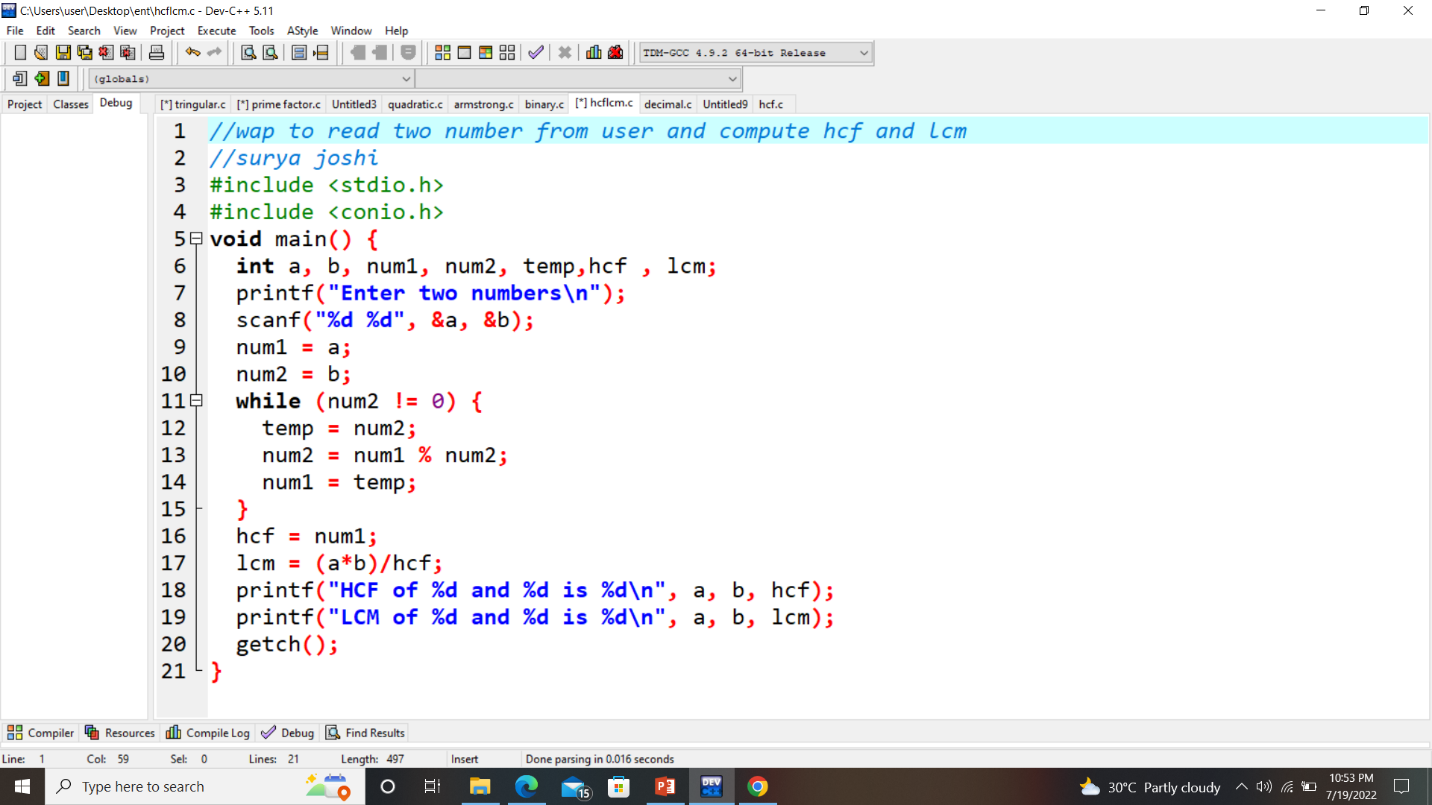 C:\Users\user\Desktop\ent\hcflcm.c - Dev-C++ 5.11
File Edit Search View Project Execute Tools AStyle Window Help
TDM-GCC 4.9.2 64-bit Release
(globals)
Project Classes Debug [*] tringular.c [*] prime factor.c Untitled3 quadratic.c armstrong.c binary.c [*] hcflcm.c decimal.c Untitled9 hcf.c
1 //wap to read two number from user and compute hcf and lcm
2 //surya joshi
3 #include <stdio.h>
4 #include <conio.h>
5 void main() {
6 int a, b, num1, num2, temp,hcf , lcm;
7 printf("Enter two numbers\n");
8 scanf("%d %d", &a, &b);
9 num1 = a;
10 num2 = b;
11 while (num2 != 0) {
12 temp = num2;
13 num2 = num1 % num2;
14 num1 = temp;
15 }
16 hcf = num1;
17 lcm = (a*b)/hcf;
18 printf("HCF of %d and %d is %d\n", a, b, hcf);
19 printf("LCM of %d and %d is %d\n", a, b, lcm);
20 getch();
21 }
Compiler Resources Compile Log Debug Find Results
Line: 1 Col: 59 Sel: 0 Lines: 21 Length: 497 Insert Done parsing in 0.016 seconds
Type here to search 15 P DEV 30°C Partly cloudy 10:53 PM
7/19/2022